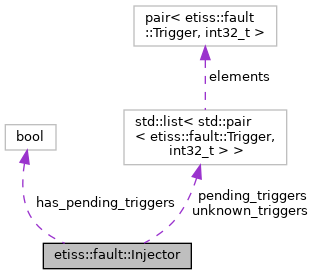 pair< etiss::fault
::Trigger, int32_t >
elements
bool
std::list< std::pair
< etiss::fault::Trigger,
int32_t > >
has_pending_triggers
pending_triggers
unknown_triggers
etiss::fault::Injector